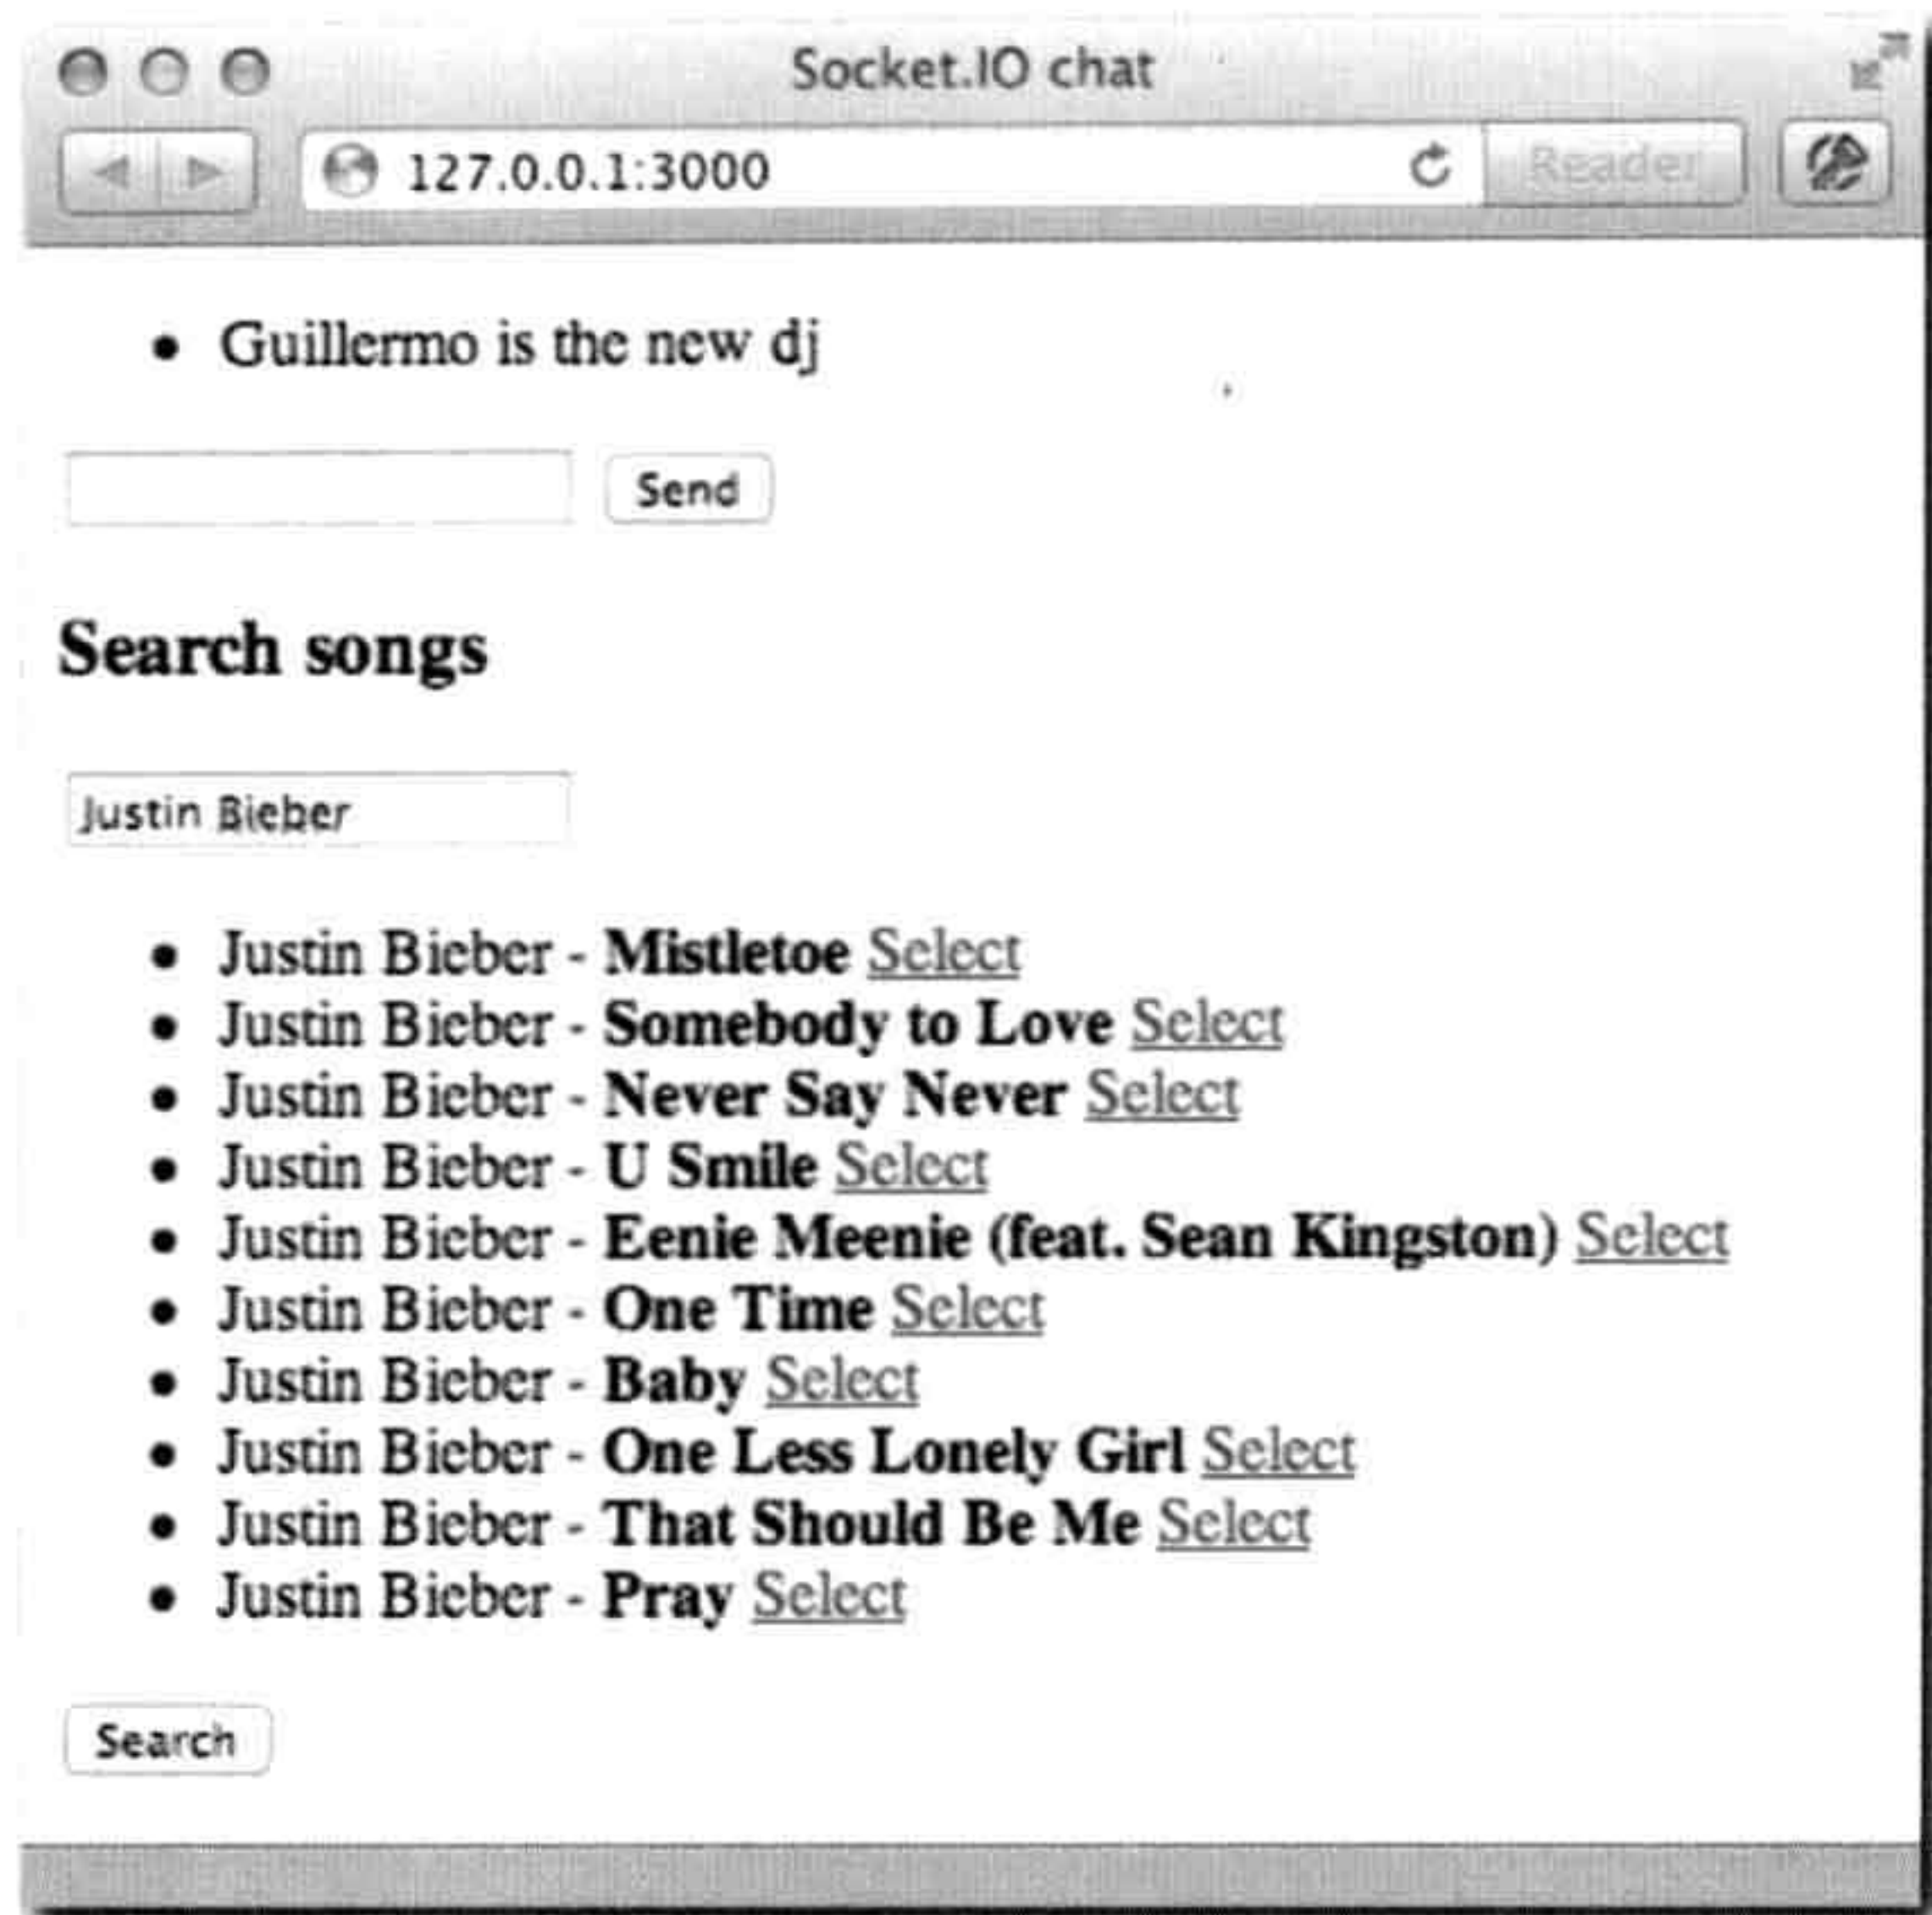 Socket.IO chat
127.0.0.1:3000
Reader
Guillermo is the new dj
Send
Search songs
Justin Bieber
Justin Bieber - Mistletoe Select
Justin Bieber - Somebody to Love Select
Justin Bieber - Never Say Never Select
Justin Bieber - U Smile Select
Justin Bieber - Eenie Meenie (feat. Sean Kingston) Select
Justin Bieber - One Time Select
Justin Bieber - Baby Select
Justin Bieber - One Less Lonely Girl Select
Justin Bieber - That Should Be Me Select
Justin Bieber - Pray Select
Search